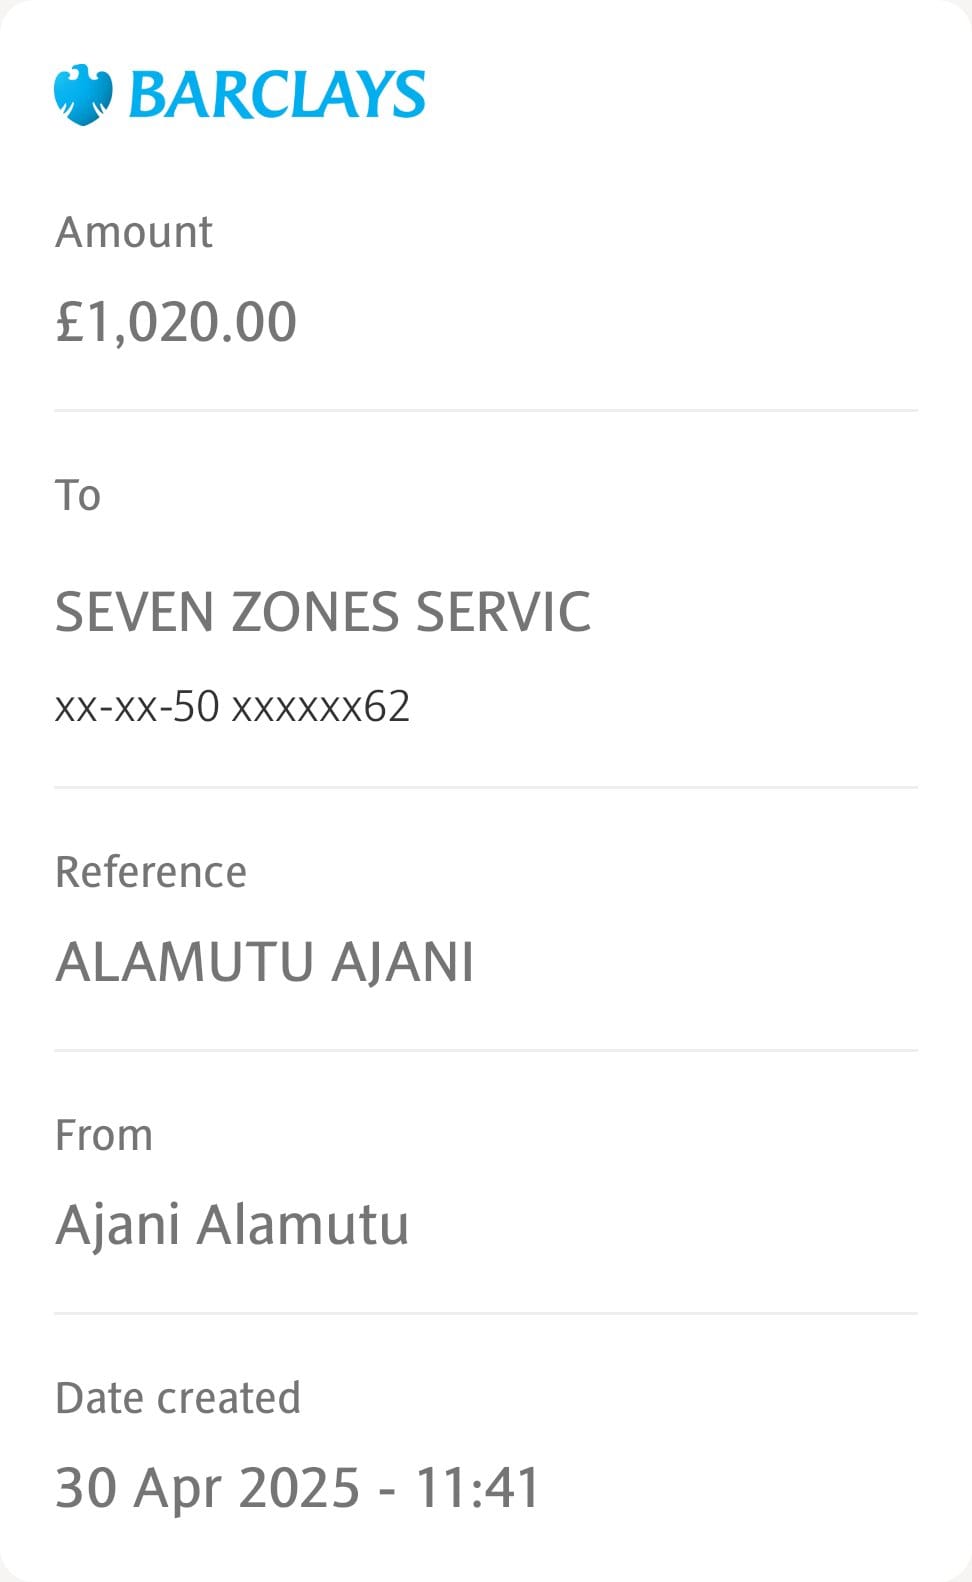 BARCLAYS
Amount
£1,020.00
To
SEVEN ZONES SERVIC
xx-xx-50 xxxxxx62
Reference
ALAMUTU AJANI
From
Ajani Alamutu
Date created
30 Apr 2025 - 11:41